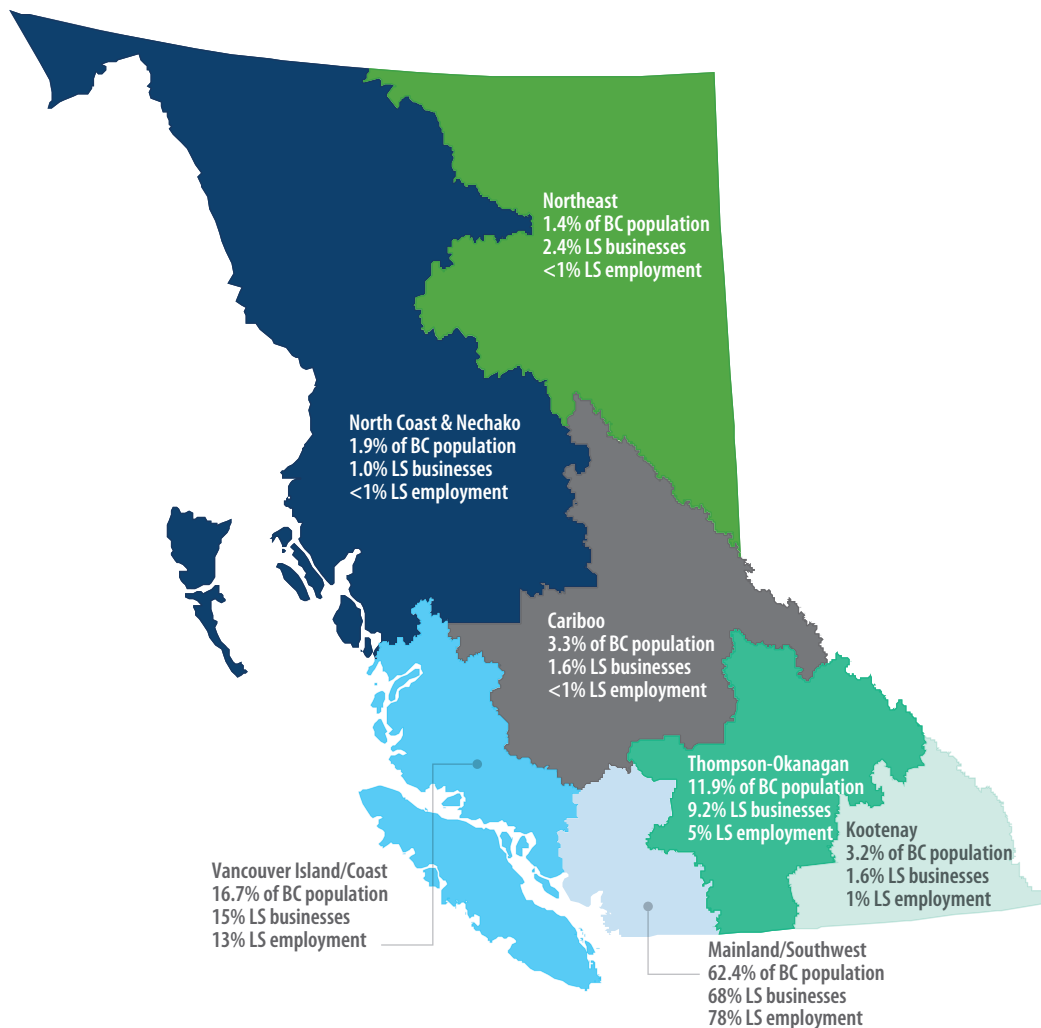 Northeast
1.4% of BC population
2.4% LS businesses
<1% LS employment
North Coast & Nechako
1.9% of BC population
1.0% LS businesses
<1% LS employment
Cariboo
3.3% of BC population
1.6% LS businesses
<1% LS employment
Thompson-Okanagan
11.9% of BC population
9.2% LS businesses
5% LS employment
Kootenay
3.2% of BC population
1.6% LS businesses
1% LS employment
Vancouver Island/Coast
16.7% of BC population
15% LS businesses
13% LS employment
Mainland/Southwest
62.4% of BC population
68% LS businesses
78% LS employment